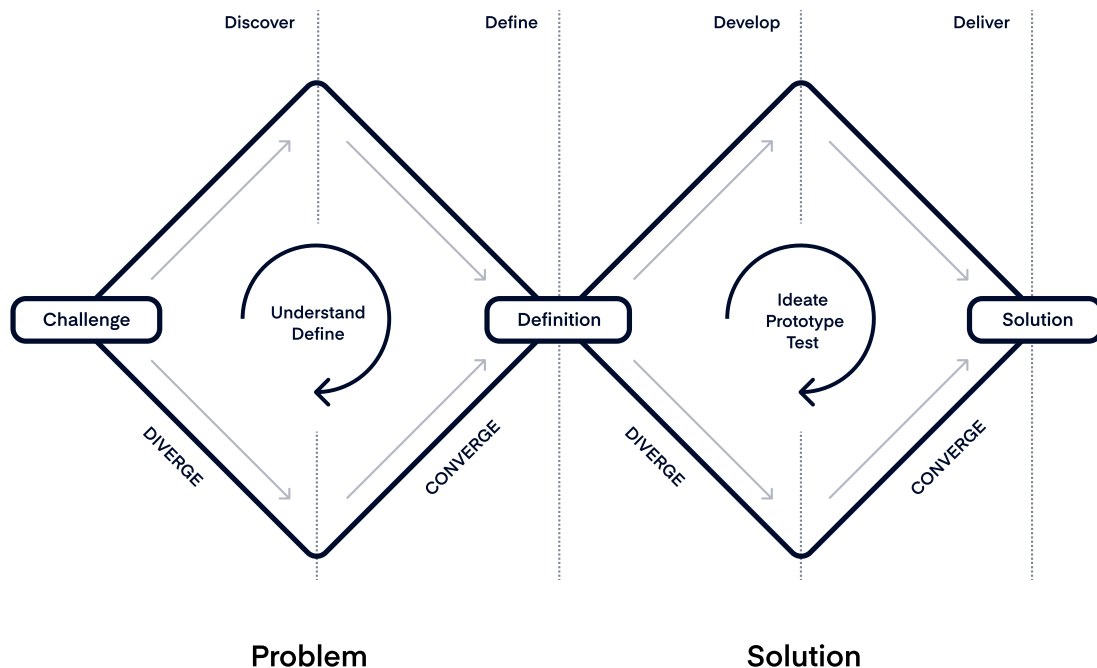 Discover
Define
Develop
Deliver
Understand
Define
Ideate
Prototype
Test
Challenge
Definition
Solution
DIVERGE
CONVERGE
DIVERGE
CONVERGE
Problem
Solution